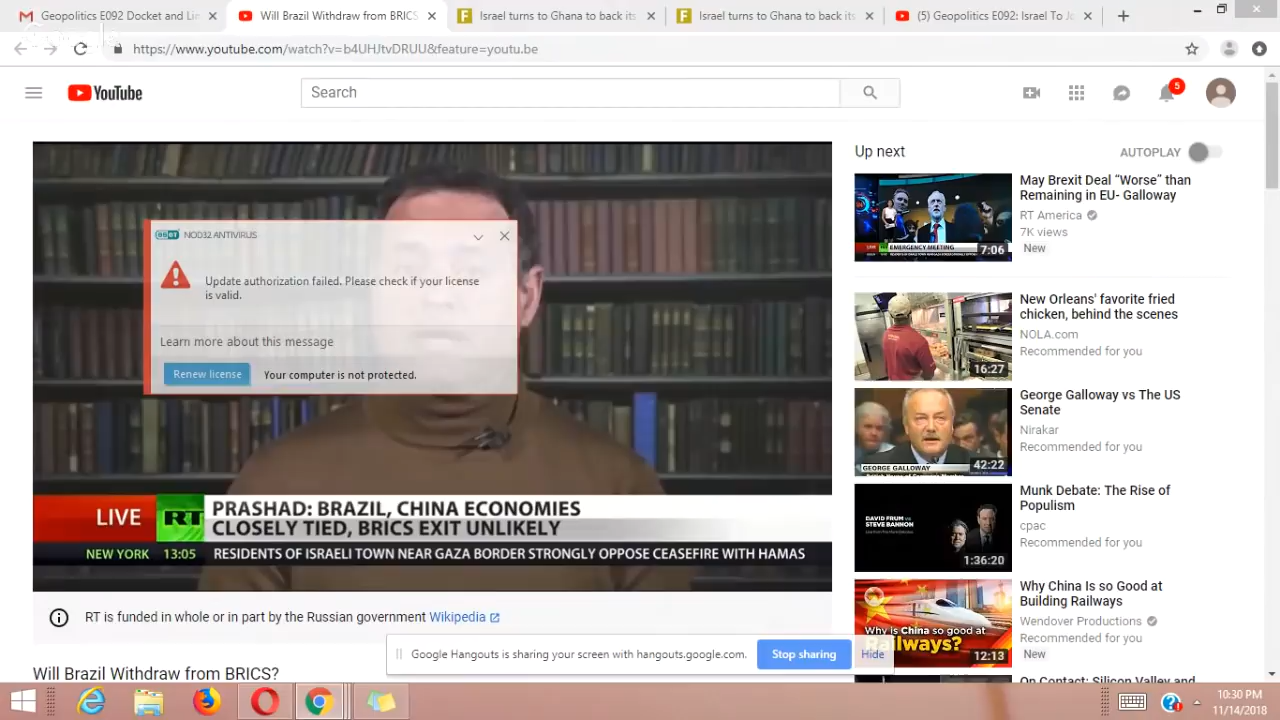 Geopolitics E092 Docket and Li
Will Brazil Withdraw from BRICS
Israel turns to Ghana to back its
Israel turns to Ghana to back its
(5) Geopolitics E092: Israel To Jo
https://www.youtube.com/watch?v=b4UHJtvDRUU&feature=youtu.be
YouTube
Search
5
NOD32 ANTIVIRUS
Update authorization failed. Please check if your license
is valid.
Learn more about this message
Renew license
Your computer is not protected.
LIVE
RT
PRASHAD: BRAZIL, CHINA ECONOMIES
CLOSELY TIED,
UNLIKELY
NEW YORK 13:05 RESIDENTS OF ISRAELI TOWN NEAR GAZA BORDER STRONGLY OPPOSE CEASEFIRE WITH HAMAS
RT is funded in whole or in part by the Russian government Wikipedia
Google Hangouts is sharing your screen with hangouts.google.com.
Stop sharing
Hide
Will Brazil Withdraw from BRICS?
Up next
AUTOPLAY
EMERGENCY MEETING
7:06
May Brexit Deal “Worse” than
Remaining in EU- Galloway
RT America
7K views
New
16:27
New Orleans' favorite fried
chicken, behind the scenes
NOLA.com
Recommended for you
GEORGE GALLOWAY
42:22
George Galloway vs The US
Senate
Nirakar
Recommended for you
DAVID FRUM vs
STEVE BANNON
1:36:20
Munk Debate: The Rise of
Populism
cpac
Recommended for you
Why is China so good at
Railways?
12:13
Why China Is so Good at
Building Railways
Wendover Productions
Recommended for you
New
On Contact: Silicon Valley and
10:30 PM
11/14/2018